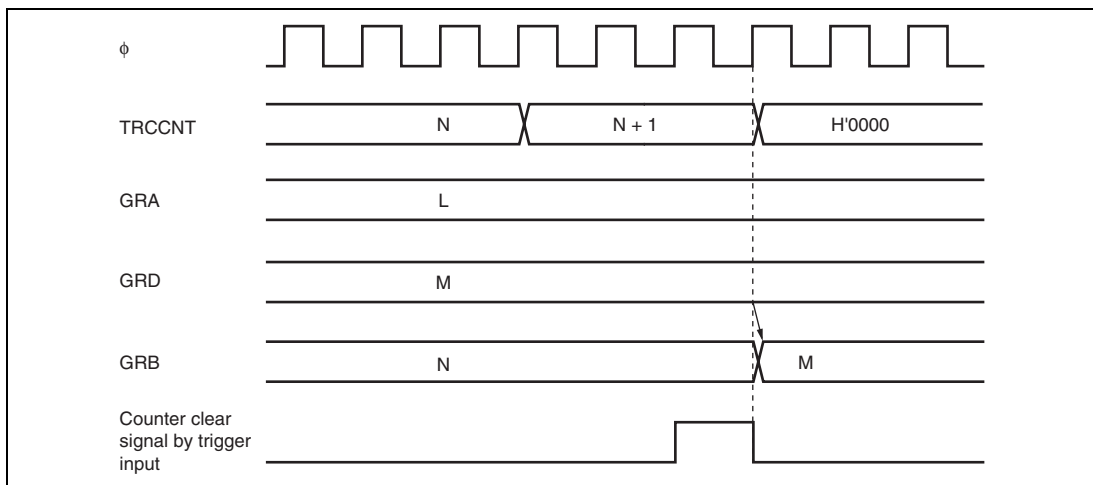 ϕ
TRCCNT N N + 1 H'0000
GRA L
GRD M
GRB N M
Counter clear
signal by trigger
input